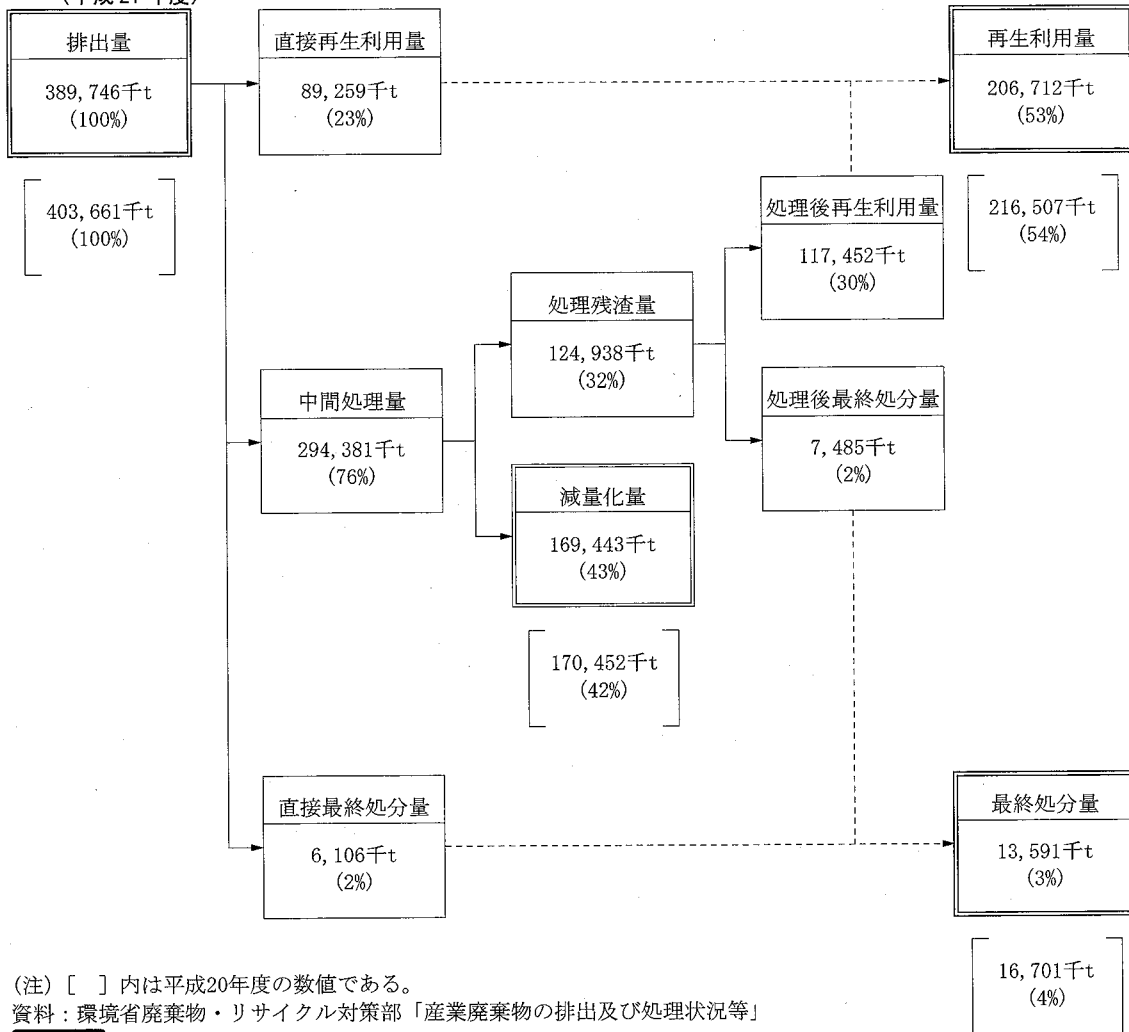 (平成21年度)
排出量
389,746千t
(100%)
403,661千t
(100%)
直接再生利用量
89,259千t
(23%)
再生利用量
206,712千t
(53%)
216,507千t
(54%)
処理後再生利用量
117,452千t
(30%)
処理残渣量
124,938千t
(32%)
中間処理量
294,381千t
(76%)
処理後最終処分量
7,485千t
(2%)
減量化量
169,443千t
(43%)
170,452千t
(42%)
直接最終処分量
6,106千t
(2%)
最終処分量
13,591千t
(3%)
16,701千t
(4%)
(注) [ ] 内は平成20年度の数値である。
資料：環境省廃棄物・リサイクル対策部「産業廃棄物の排出及び処理状況等」